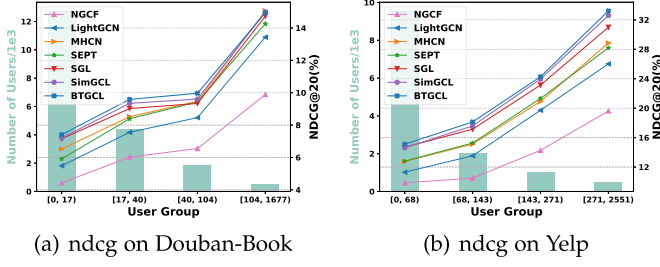 NGCF
LightGCN
MHCN
SEPT
SGL
SimGCL
BTGCL
Number of Users/1e3
12
10
8
6
4
2
0
14
12
10
8
6
4
NDCG@20(%)
[0, 17)
[17, 40)
[40, 104)
[104, 1677)
User Group
(a) ndcg on Douban-Book
NGCF
LightGCN
MHCN
SEPT
SGL
SimGCL
BTGCL
Number of Users/1e3
10
8
6
4
2
0
32
28
24
20
16
12
NDCG@20(%)
[0, 68)
[68, 143)
[143, 271)
[271, 2551)
User Group
(b) ndcg on Yelp